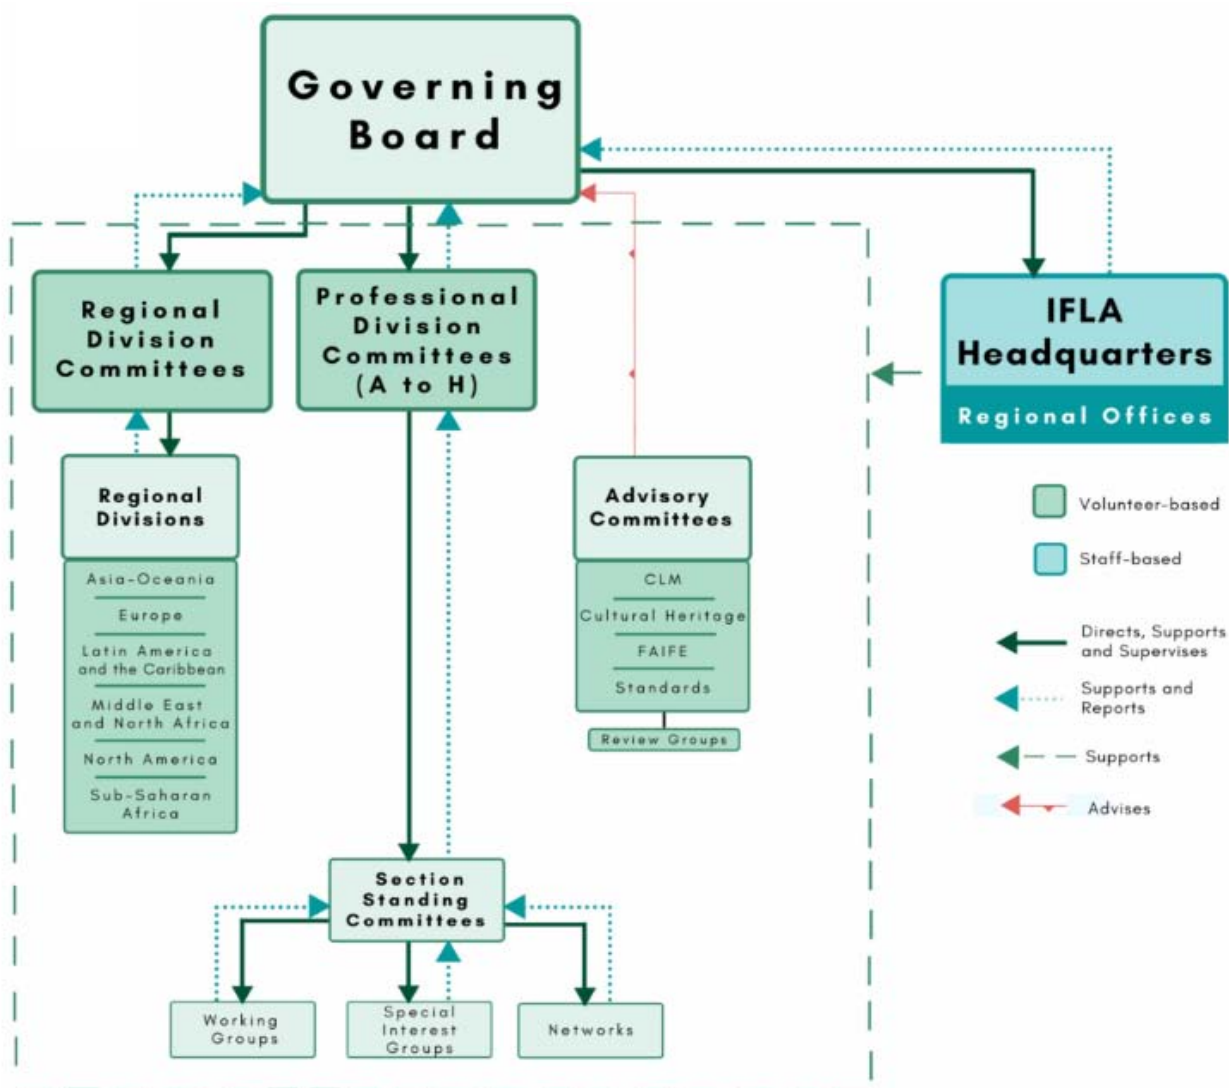 Governing
Board
Regional
Division
Committees
Professional
Division
Committees
(A to H)
IFLA
Headquarters
Regional Offices
Regional
Divisions
Asia-Oceania
Europe
Latin America
and the Caribbean
Middle East
and North Africa
North America
Sub-Saharan
Africa
Advisory
Committees
CLM
Cultural Heritage
FAIFE
Standards
Review Groups
Volunteer-based
Staff-based
Directs, Supports
and Supervises
Supports and
Reports
Supports
Advises
Section
Standing
Committees
Working
Groups
Special
Interest
Groups
Networks